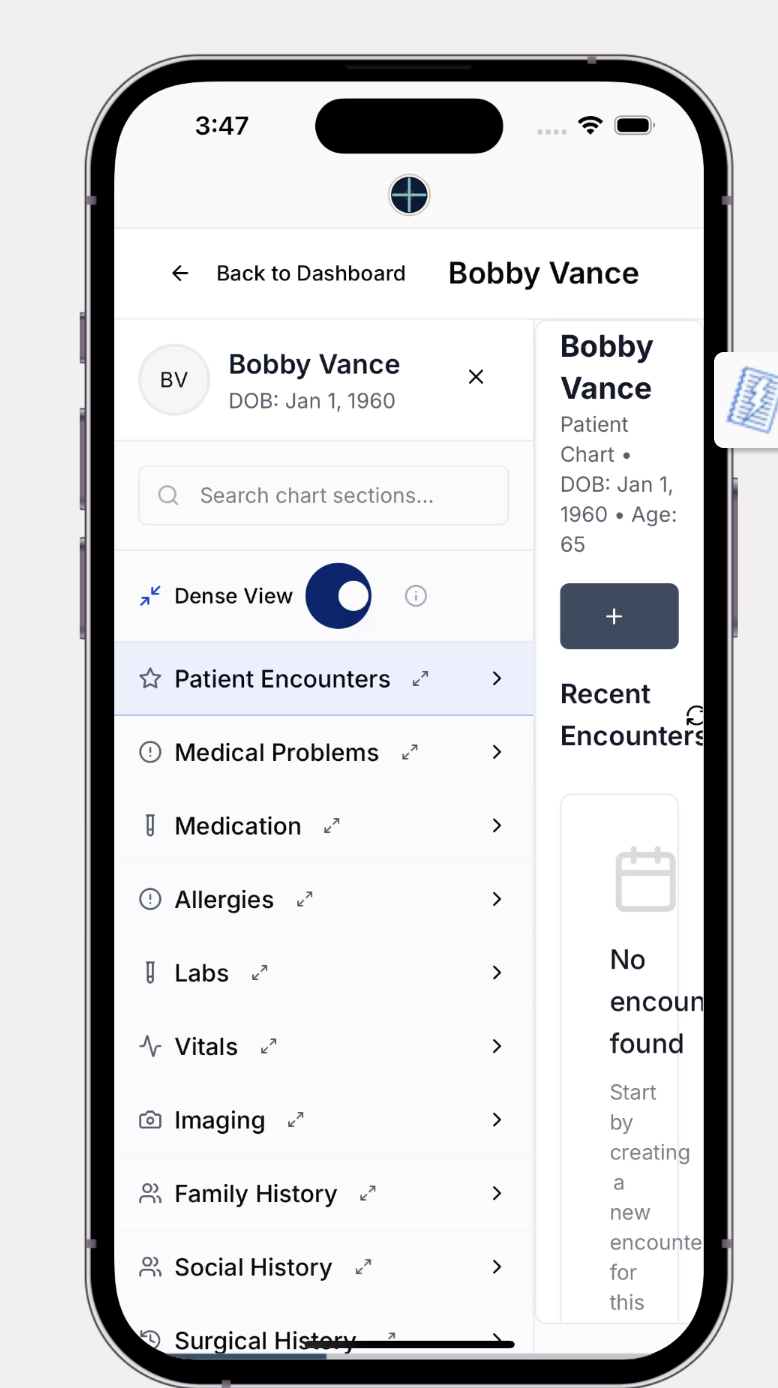 3:47
Back to Dashboard
Bobby Vance
BV
Bobby Vance
DOB: Jan 1, 1960
Search chart sections...
Dense View
Patient Encounters
Medical Problems
Medication
Allergies
Labs
Vitals
Imaging
Family History
Social History
Surgical History
Bobby
Vance
Patient
Chart •
DOB: Jan 1,
1960 • Age:
65
+
Recent
Encounters
No
encoun
found
Start
by
creating
a
new
encounte
for
this